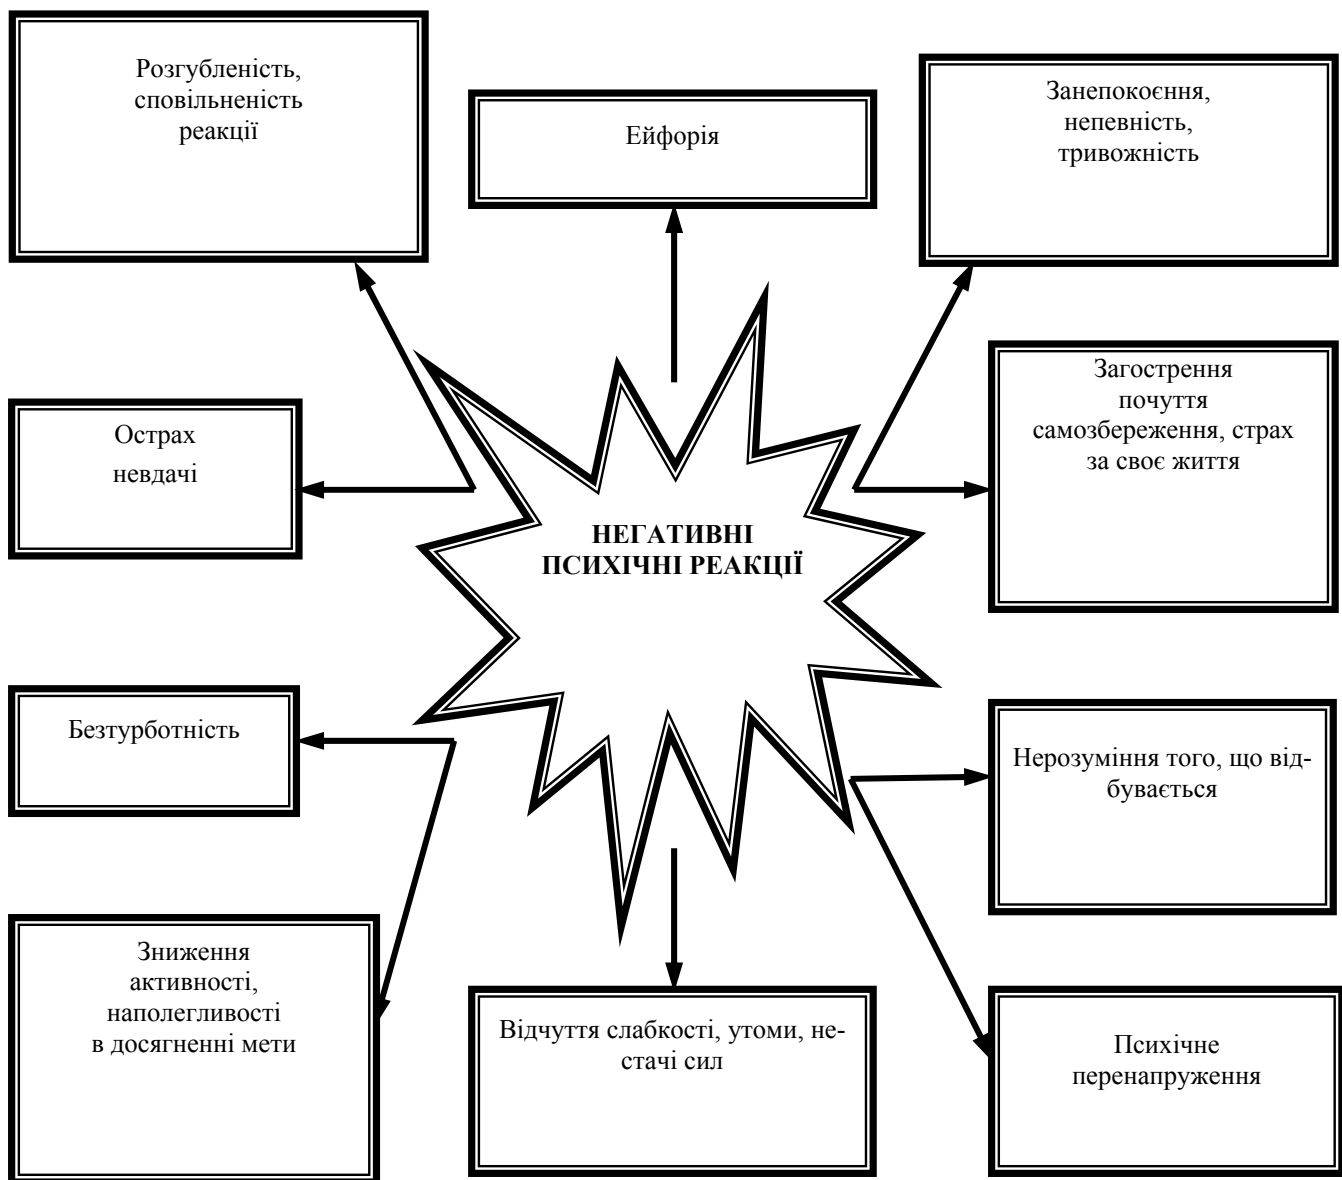 Розгубленість,
сповільненість
реакції
Ейфорія
Занепокоєння,
непевність,
тривожність
Острах
невдачі
Загострення
почуття
самозбереження, страх
за своє життя
НЕГАТИВНІ
ПСИХІЧНІ РЕАКЦІЇ
Безтурботність
Нерозуміння того, що від-
бувається
Зниження
активності,
наполегливості
в досягненні мети
Відчуття слабкості, утоми, не-
стачі сил
Психічне
перенапруження